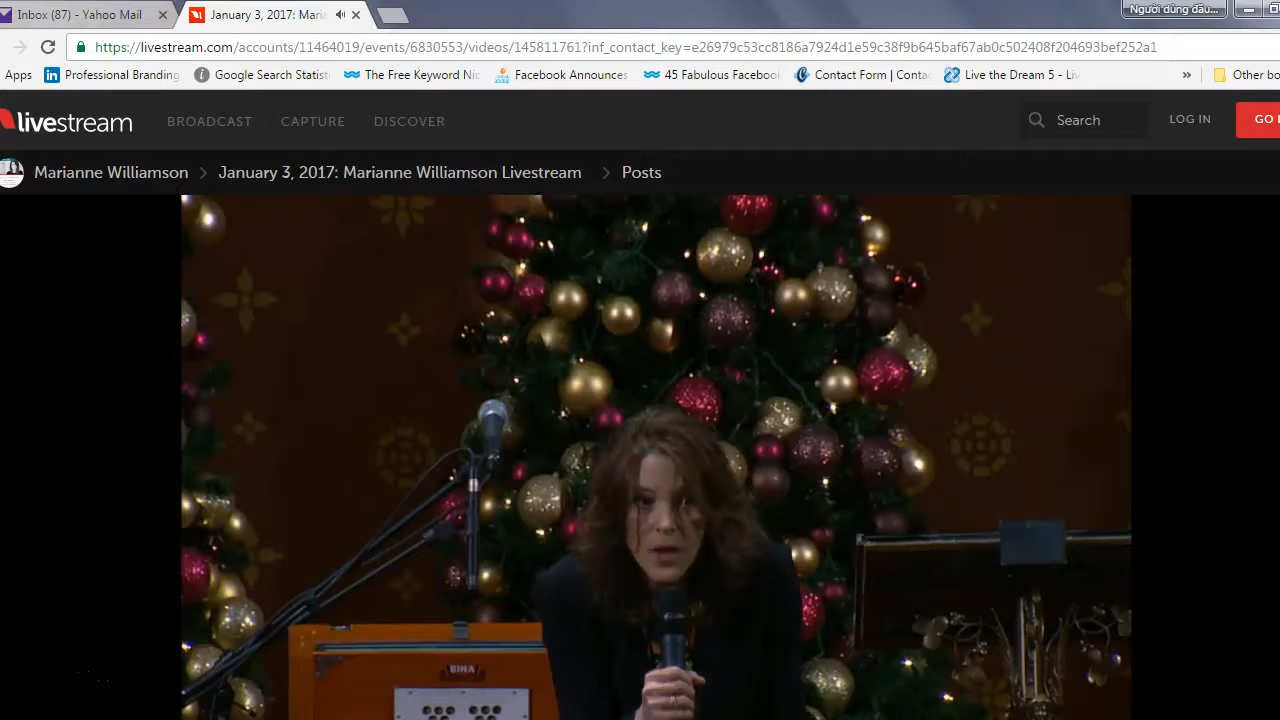 Inbox (87) - Yahoo Mail
January 3, 2017: Maria
Người dùng đầu...
https://livestream.com/accounts/11464019/events/6830553/videos/145811761?inf_contact_key=e26979c53cc8186a7924d1e59c38f9b645baf67ab0c502408f204693bef252a1
Apps Professional Branding Google Search Statist The Free Keyword Nic Facebook Announces 45 Fabulous Facebook Contact Form | Conta Live the Dream 5 - Liv » Other bo
livestream BROADCAST CAPTURE DISCOVER Search LOG IN GO
Marianne Williamson January 3, 2017: Marianne Williamson Livestream Posts
BINA